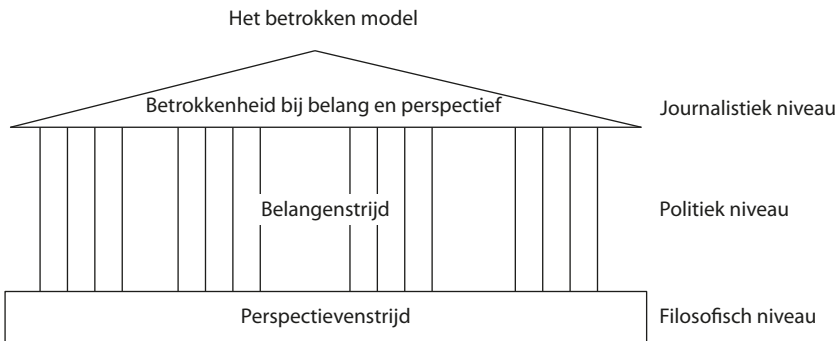 Het betrokken model
Betrokkenheid bij belang en perspectief
Journalistiek niveau
Belangenstrijd
Politiek niveau
Perspectievenstrijd
Filosofisch niveau